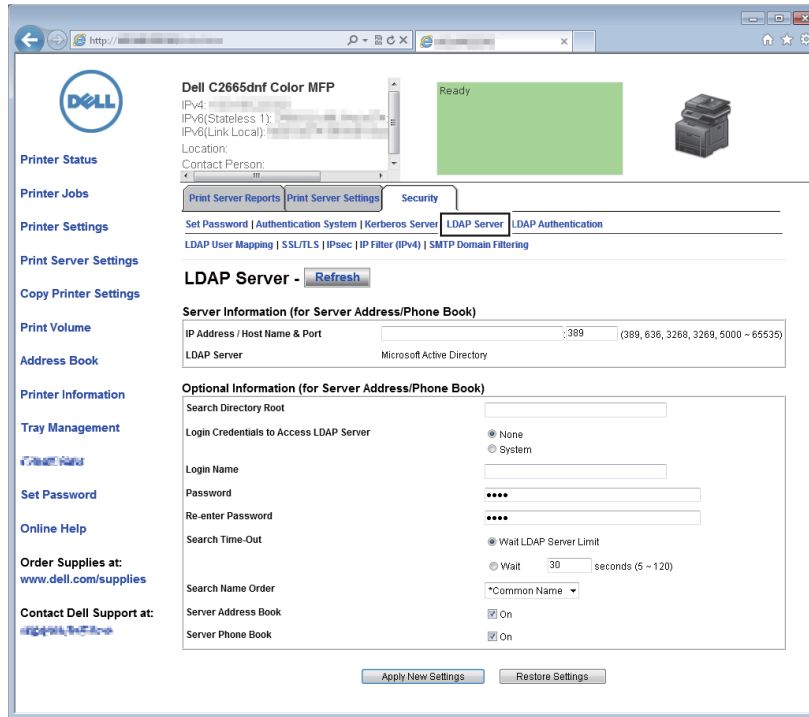 http://
DELL
Dell C2665dnf Color MFP
IPv4:
IPv6(Stateless 1):
IPv6(Link Local):
Location:
Contact Person:
Ready
Printer Status
Printer Jobs
Printer Settings
Print Server Settings
Copy Printer Settings
Print Volume
Address Book
Printer Information
Tray Management
Set Password
Online Help
Order Supplies at:
www.dell.com/supplies
Contact Dell Support at:
Print Server Reports Print Server Settings Security
Set Password | Authentication System | Kerberos Server LDAP Server LDAP Authentication
LDAP User Mapping | SSL/TLS | IPsec | IP Filter (IPv4) | SMTP Domain Filtering
LDAP Server - Refresh
Server Information (for Server Address/Phone Book)
IP Address / Host Name & Port :389 (389, 636, 3268, 3269, 5000 ~ 65535)
LDAP Server Microsoft Active Directory
Optional Information (for Server Address/Phone Book)
Search Directory Root
Login Credentials to Access LDAP Server None
System
Login Name
Password ••••
Re-enter Password ••••
Search Time-Out Wait LDAP Server Limit
Wait 30 seconds (5 ~ 120)
Search Name Order *Common Name
Server Address Book On
Server Phone Book On
Apply New Settings Restore Settings